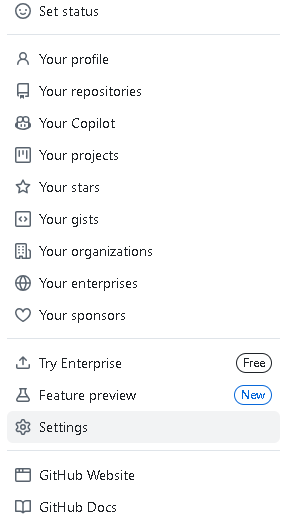 Set status
Your profile
Your repositories
Your Copilot
Your projects
Your stars
Your gists
Your organizations
Your enterprises
Your sponsors
Try Enterprise Free
Feature preview New
Settings
GitHub Website
GitHub Docs